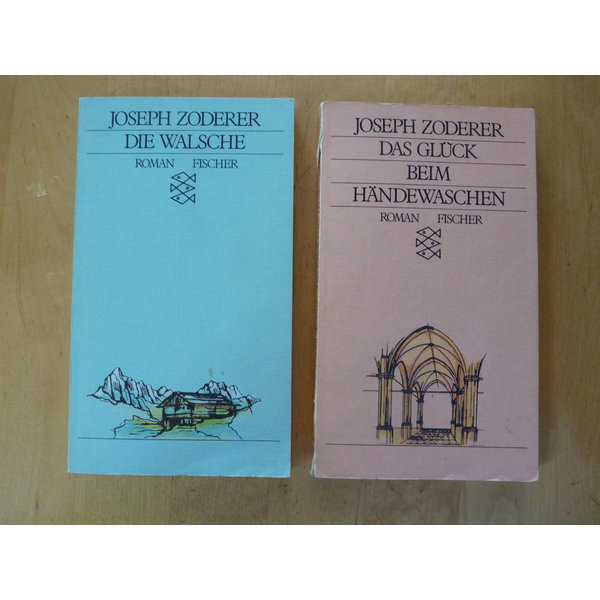 JOSEPH ZODERER
DIE WALSCHE
ROMAN FISCHER
JOSEPH ZODERER
DAS GLÜCK
BEIM
HÄNDEWASCHEN
ROMAN FISCHER